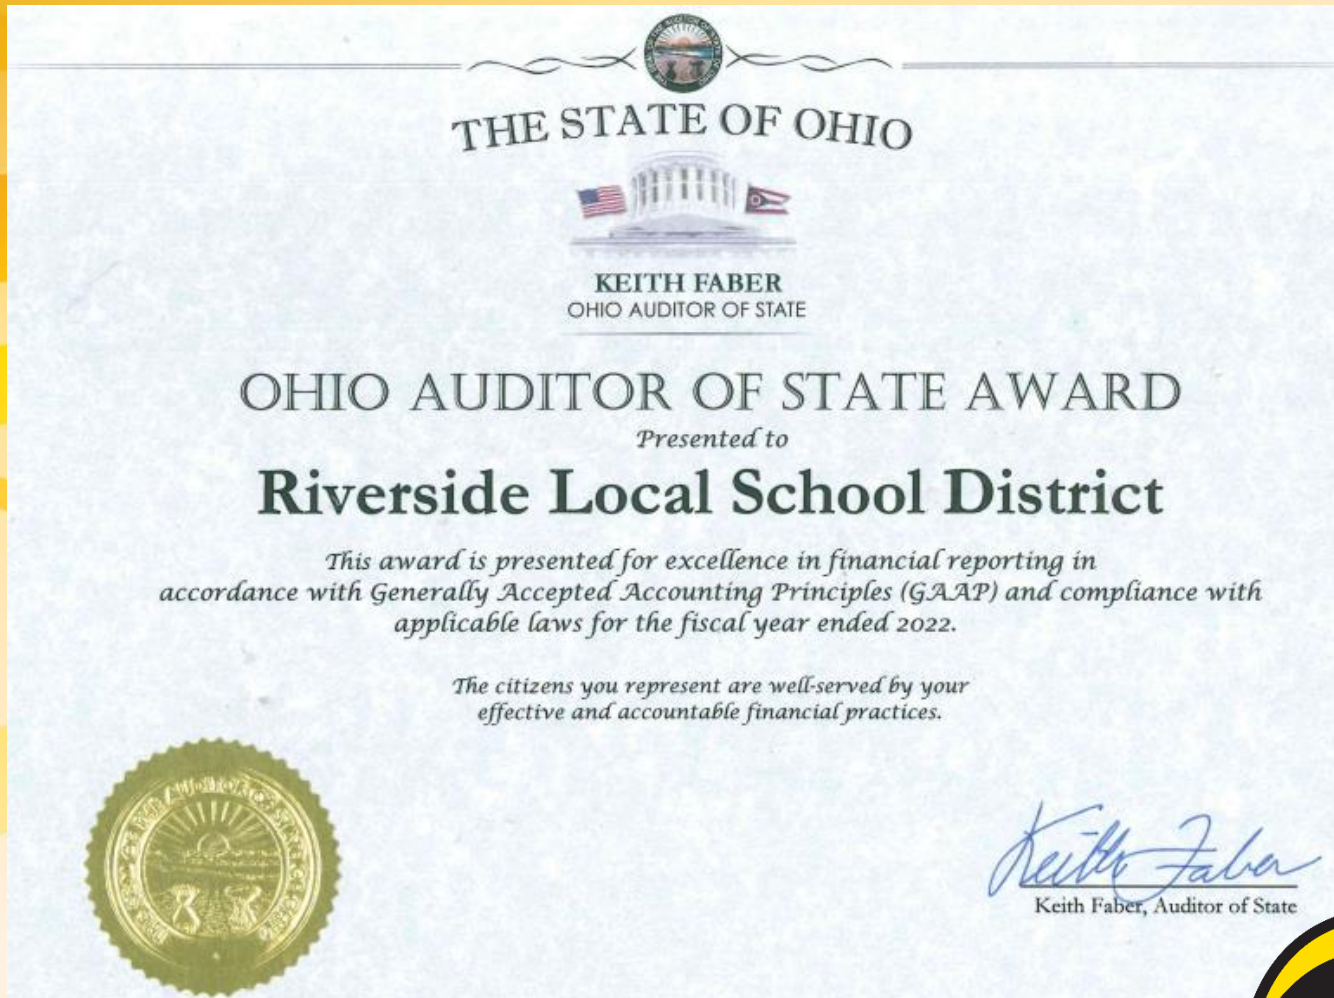 THE STATE OF OHIO
KEITH FABER
OHIO AUDITOR OF STATE
OHIO AUDITOR OF STATE AWARD
Presented to
Riverside Local School District
This award is presented for excellence in financial reporting in
accordance with Generally Accepted Accounting Principles (GAAP) and compliance with
applicable laws for the fiscal year ended 2022.
The citizens you represent are well-served by your
effective and accountable financial practices.
Keith Faber
Keith Faber, Auditor of State